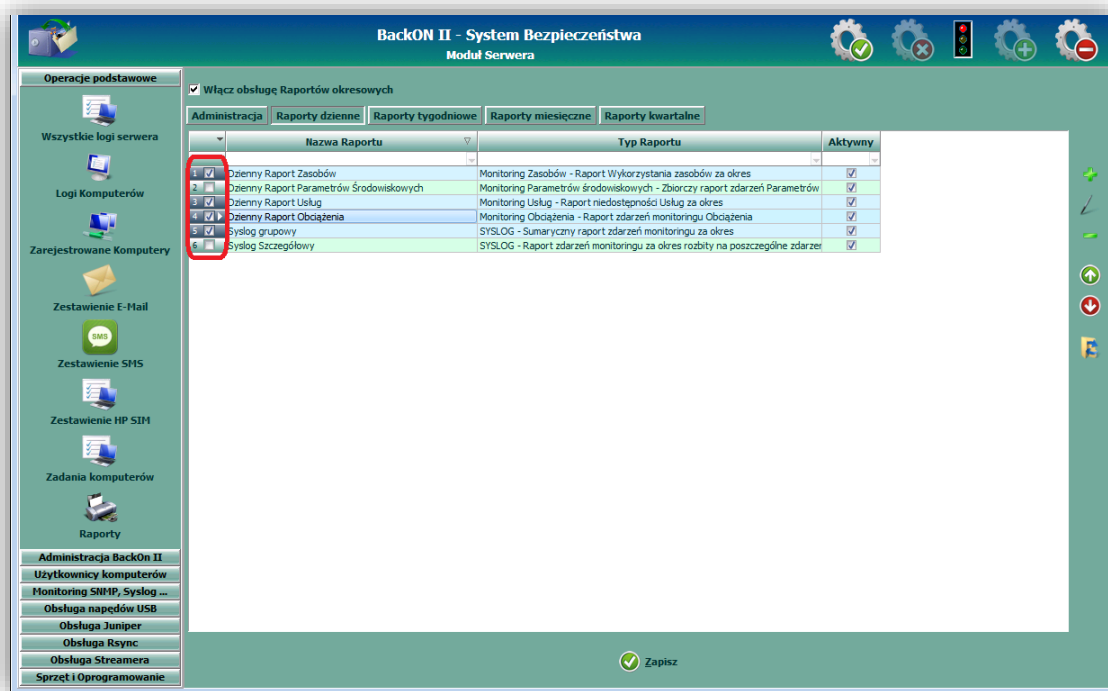 BackON II - System Bezpieczeństwa
Moduł Serwera
Operacje podstawowe
Wszystkie logi serwera
Logi Komputerów
Zarejestrowane Komputery
Zestawienie E-Mail
SMS
Zestawienie SMS
Zestawienie HP SIM
Zadania komputerów
Raporty
Administracja BackOn II
Użytkownicy komputerów
Monitoring SNMP, Syslog ...
Obsługa napędów USB
Obsługa Juniper
Obsługa Rsync
Obsługa Streamera
Sprzęt i Oprogramowanie
Włącz obsługę Raportów okresowych
Administracja Raporty dzienne Raporty tygodniowe Raporty miesięczne Raporty kwartalne
Nazwa Raportu Typ Raportu Aktywny
1 Dzienny Raport Zasobów Monitoring Zasobów - Raport Wykorzystania zasobów za okres
2 Dzienny Raport Parametrów Środowiskowych Monitoring Parametrów środowiskowych - Zbiorczy raport zdarzeń Parametrów
3 Dzienny Raport Usług Monitoring Usług - Raport niedostępności Usług za okres
4 Dzienny Raport Obciążenia Monitoring Obciążenia - Raport zdarzeń monitoringu Obciążenia
5 Syslog grupowy SYSLOG - Sumaryczny raport zdarzeń monitoringu za okres
6 Syslog Szczegółowy SYSLOG - Raport zdarzeń monitoringu za okres rozbity na poszczególne zdarzer
Zapisz